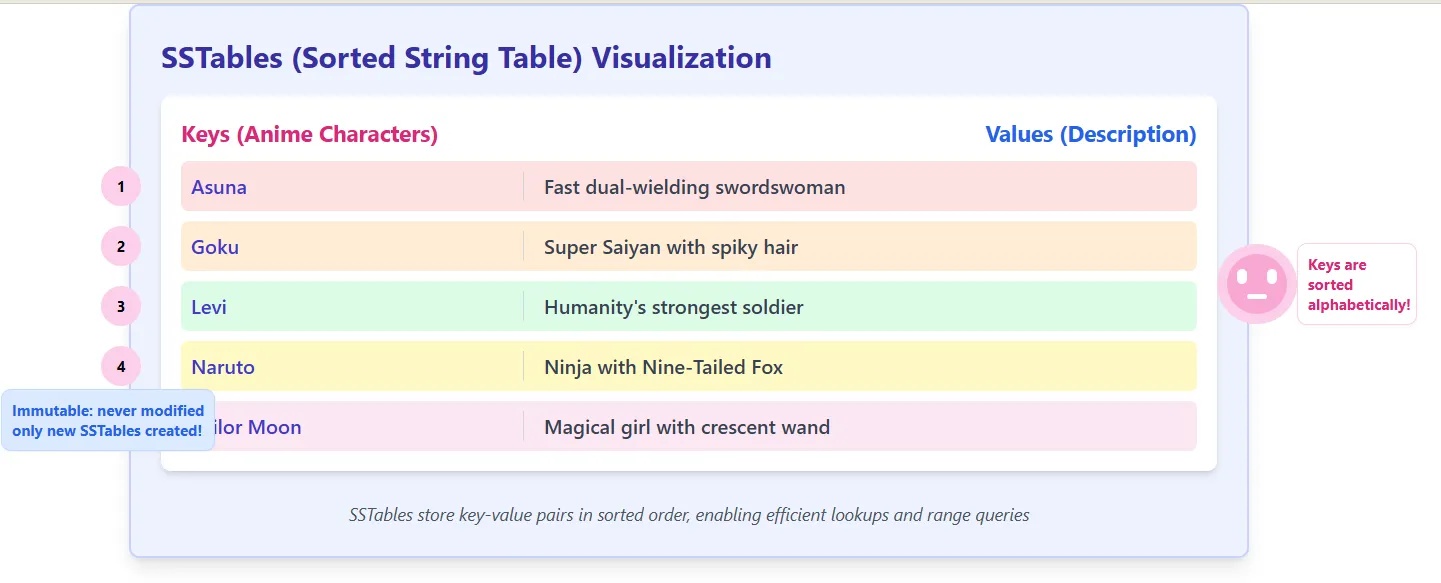 SSTables (Sorted String Table) Visualization
Keys (Anime Characters)
Values (Description)
1
Asuna
Fast dual-wielding swordswoman
2
Goku
Super Saiyan with spiky hair
3
Levi
Humanity's strongest soldier
4
Naruto
Ninja with Nine-Tailed Fox
ilor Moon
Magical girl with crescent wand
Immutable: never modified
only new SSTables created!
Keys are
sorted
alphabetically!
SSTables store key-value pairs in sorted order, enabling efficient lookups and range queries